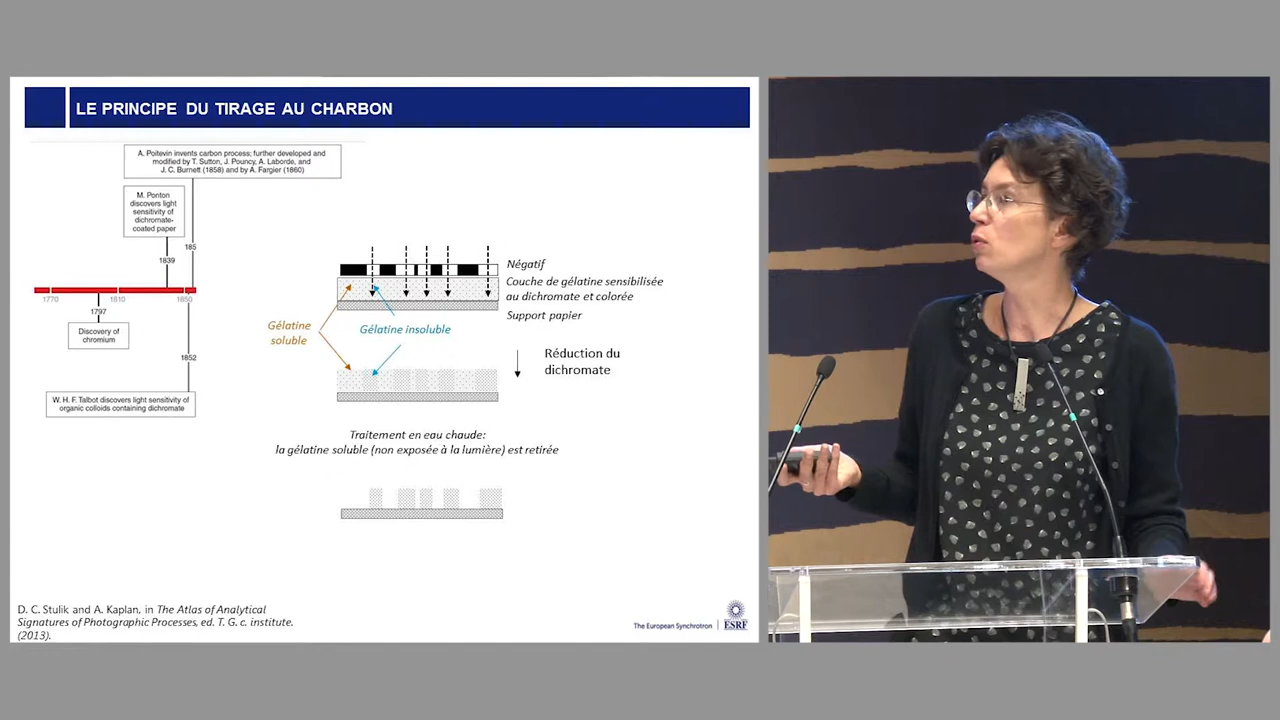 LE PRINCIPE DU TIRAGE AU CHARBON
A. Poitevin invents carbon process; further developed and
modified by T. Sutton, J. Pouncy, A. Laborde, and
J. C. Burnett (1858) and by A. Fargier (1860)
M. Ponton
discovers light
sensitivity of
dichromate-
coated paper
185
1839
1770
1810
1850
1797
Discovery of
chromium
1852
W. H. F. Talbot discovers light sensitivity of
organic colloids containing dichromate
Négatif
Couche de gélatine sensibilisée
au dichromate et colorée
Support papier
Gélatine
soluble
Gélatine insoluble
Réduction du
dichromate
Traitement en eau chaude:
la gélatine soluble (non exposée à la lumière) est retirée
D. C. Stulik and A. Kaplan, in The Atlas of Analytical
Signatures of Photographic Processes, ed. T. G. c. institute.
(2013).
The European Synchrotron
ESRF